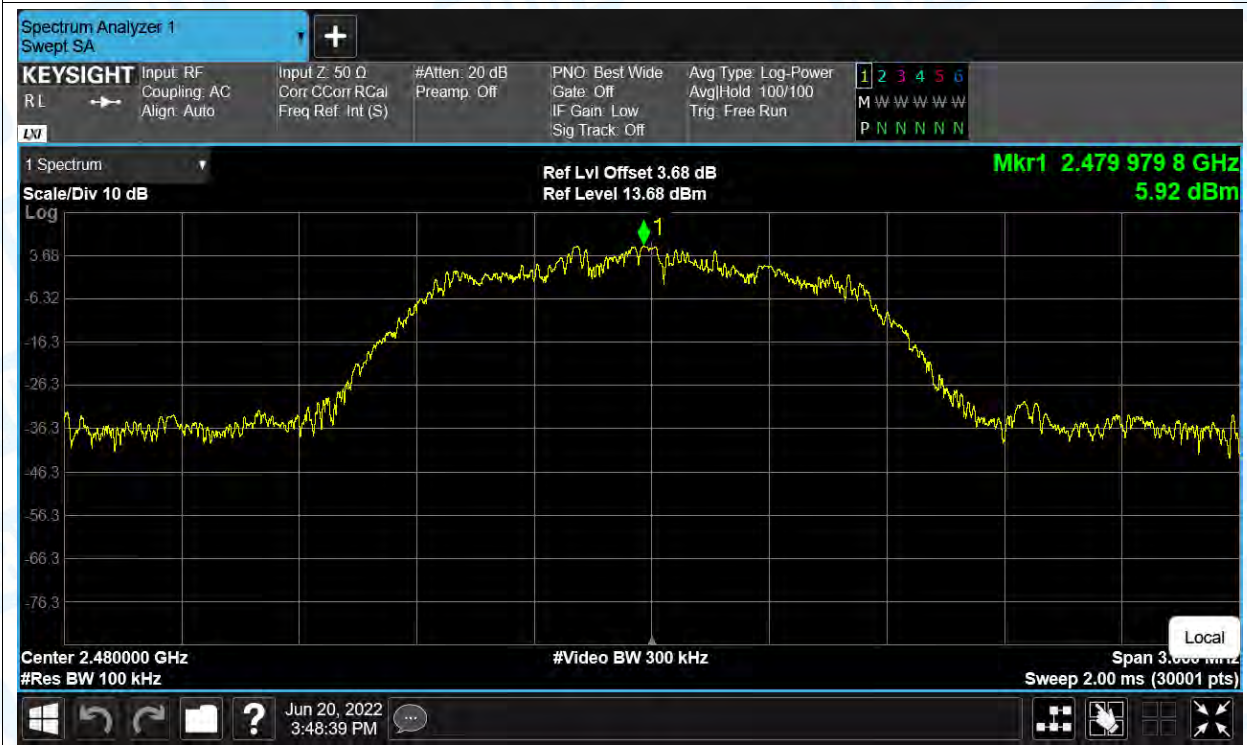 Spectrum Analyzer 1
Swept SA
+
KEYSIGHT
R L
LXI
Input: RF
Coupling: AC
Align: Auto
Input Z: 50 Ω
Corr CCorr RCal
Freq Ref: Int (S)
#Atten: 20 dB
Preamp: Off
PNO: Best Wide
Gate: Off
IF Gain: Low
Sig Track: Off
Avg Type: Log-Power
Avg|Hold: 100/100
Trig: Free Run
1 2 3 4 5 6
M W W W W W
P N N N N N N
1 Spectrum
Scale/Div 10 dB
Ref Lvl Offset 3.68 dB
Ref Level 13.68 dBm
Mkr1 2.479 979 8 GHz
5.92 dBm
Log
1
3.68
-6.32
-16.3
-26.3
-36.3
-46.3
-56.3
-66.3
-76.3
Local
Center 2.480000 GHz
#Video BW 300 kHz
Span
#Res BW 100 kHz
Sweep 2.00 ms (30001 pts)
?
Jun 20, 2022
3:48:39 PM